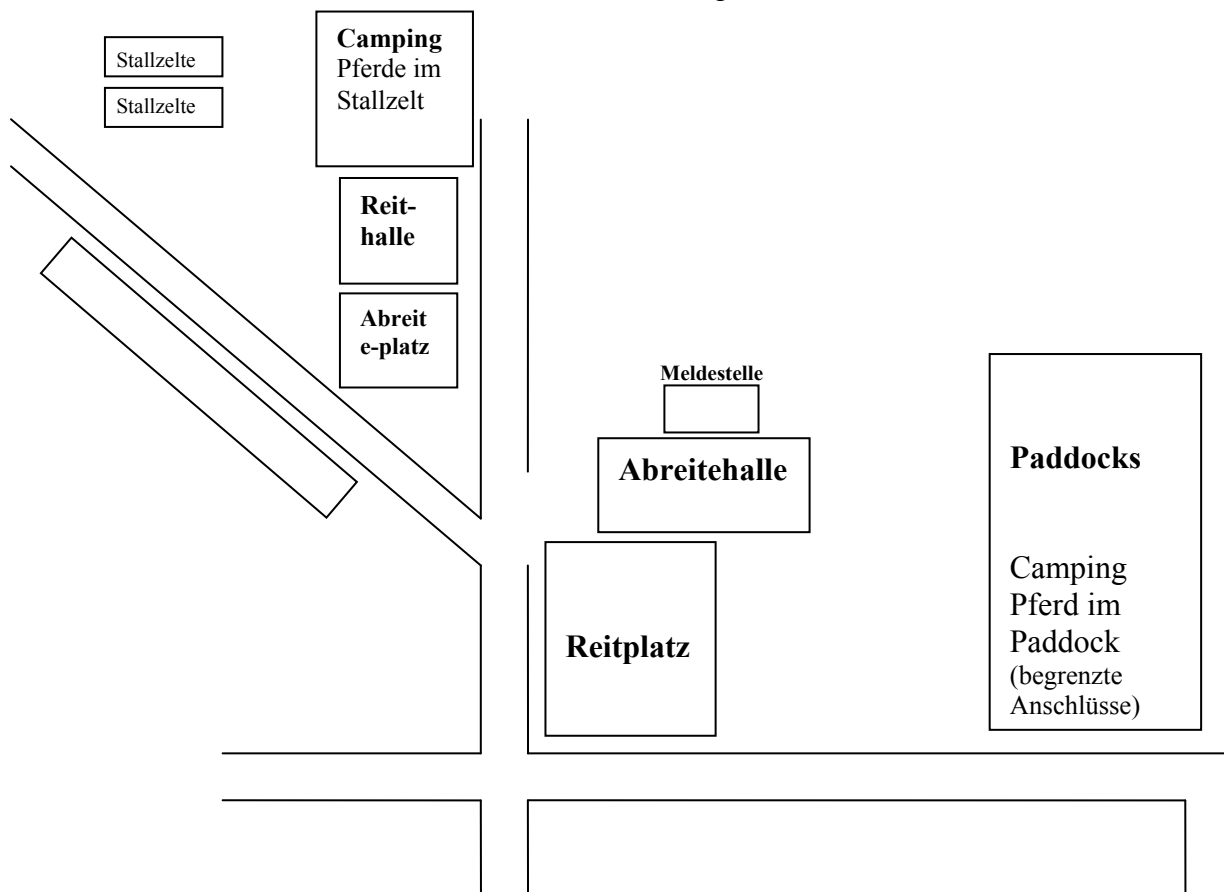 Stallzelte
Stallzelte
Camping
Pferde im
Stallzelt
Reit-
halle
Abreit
e-platz
Meldestelle
Abreitehalle
Reitplatz
Paddocks
Camping
Pferd im
Paddock
(begrenzte
Anschlüsse)